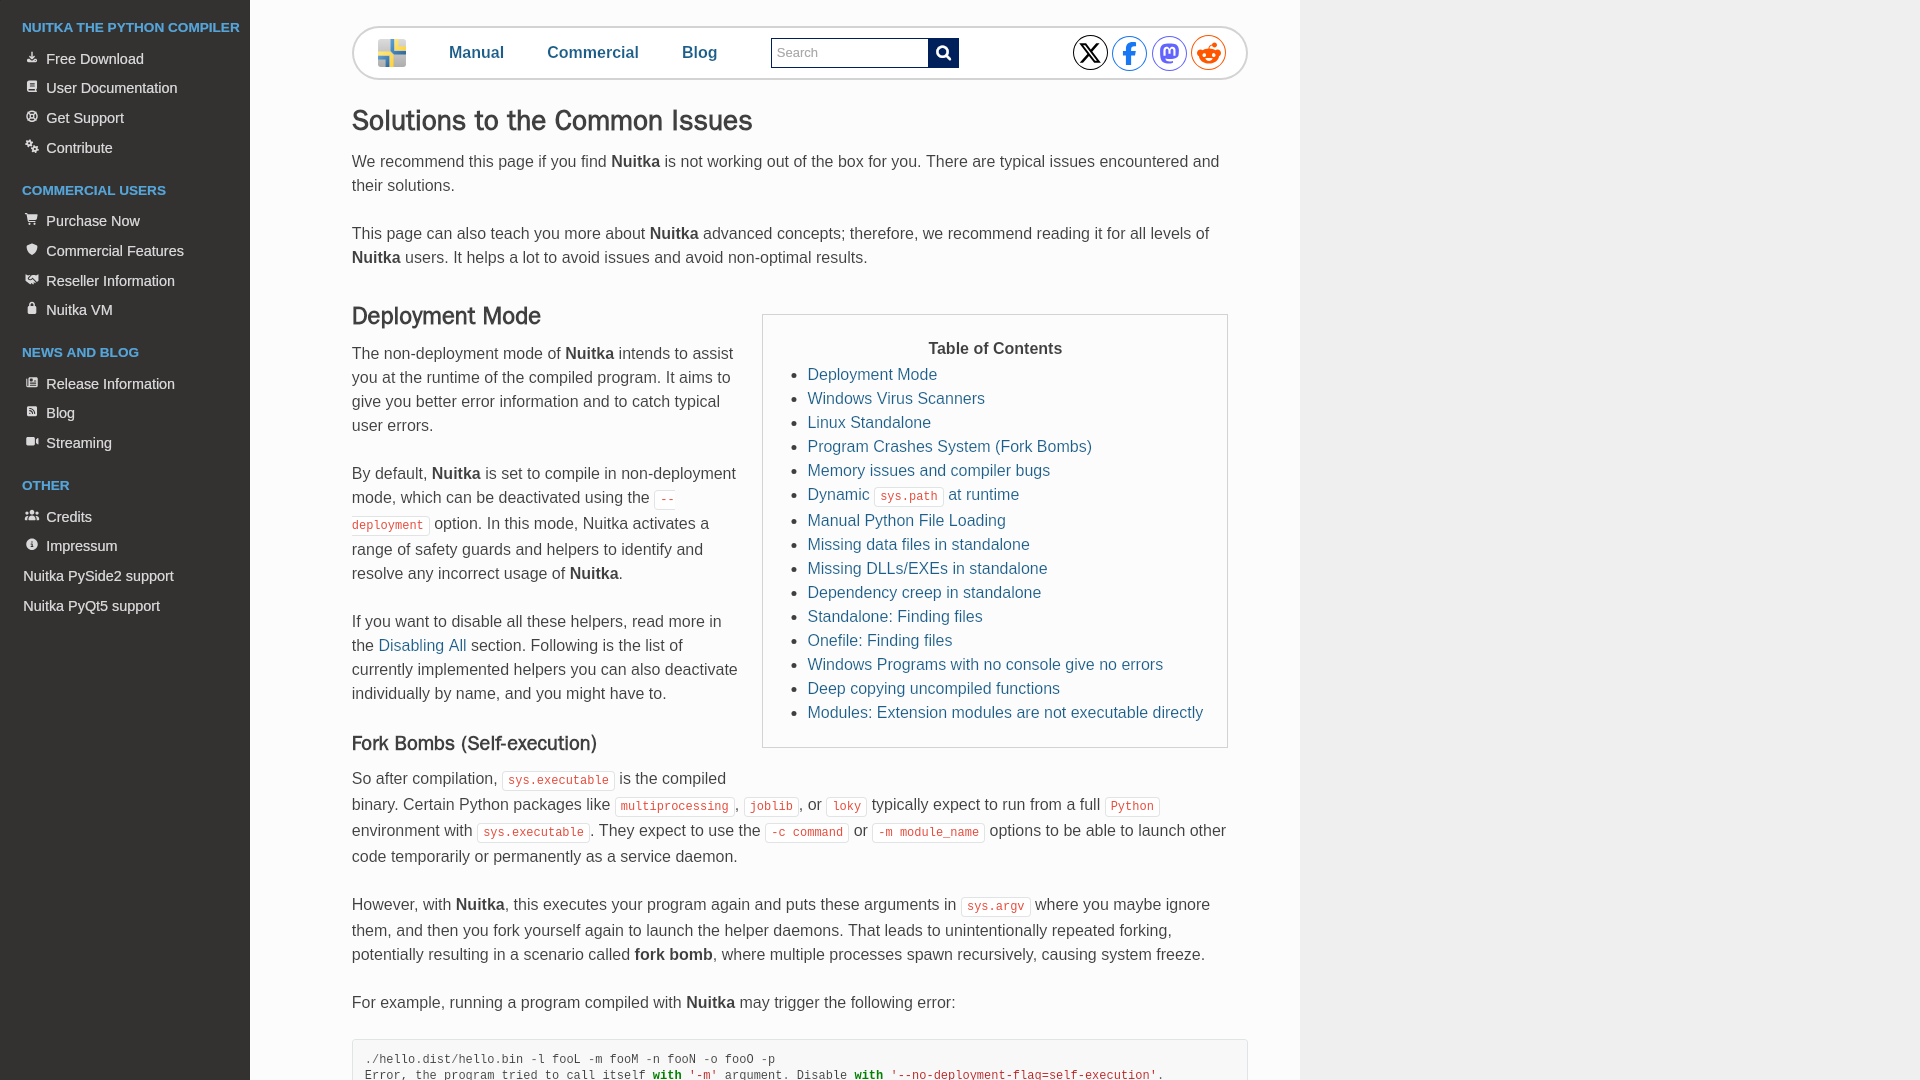 NUITKA THE PYTHON COMPILER
Free Download
User Documentation
Get Support
Contribute
COMMERCIAL USERS
Purchase Now
Commercial Features
Reseller Information
Nuitka VM
NEWS AND BLOG
Release Information
Blog
Streaming
OTHER
Credits
Impressum
Nuitka PySide2 support
Nuitka PyQt5 support
Manual Commercial Blog Search
Solutions to the Common Issues
We recommend this page if you find Nuitka is not working out of the box for you. There are typical issues encountered and
their solutions.
This page can also teach you more about Nuitka advanced concepts; therefore, we recommend reading it for all levels of
Nuitka users. It helps a lot to avoid issues and avoid non-optimal results.
Deployment Mode
The non-deployment mode of Nuitka intends to assist
you at the runtime of the compiled program. It aims to
give you better error information and to catch typical
user errors.
By default, Nuitka is set to compile in non-deployment
mode, which can be deactivated using the --
deployment option. In this mode, Nuitka activates a
range of safety guards and helpers to identify and
resolve any incorrect usage of Nuitka.
If you want to disable all these helpers, read more in
the Disabling All section. Following is the list of
currently implemented helpers you can also deactivate
individually by name, and you might have to.
Table of Contents
Deployment Mode
Windows Virus Scanners
Linux Standalone
Program Crashes System (Fork Bombs)
Memory issues and compiler bugs
Dynamic sys.path at runtime
Manual Python File Loading
Missing data files in standalone
Missing DLLs/EXEs in standalone
Dependency creep in standalone
Standalone: Finding files
Onefile: Finding files
Windows Programs with no console give no errors
Deep copying uncompiled functions
Modules: Extension modules are not executable directly
Fork Bombs (Self-execution)
So after compilation, sys.executable is the compiled
binary. Certain Python packages like multiprocessing, joblib, or loky typically expect to run from a full Python
environment with sys.executable. They expect to use the -c command or -m module_name options to be able to launch other
code temporarily or permanently as a service daemon.
However, with Nuitka, this executes your program again and puts these arguments in sys.argv where you maybe ignore
them, and then you fork yourself again to launch the helper daemons. That leads to unintentionally repeated forking,
potentially resulting in a scenario called fork bomb, where multiple processes spawn recursively, causing system freeze.
For example, running a program compiled with Nuitka may trigger the following error:
./hello.dist/hello.bin -l fooL -m fooM -n fooN -o fooO -p
Error, the program tried to call itself with '-m' argument. Disable with '--no-deployment-flag=self-execution'.